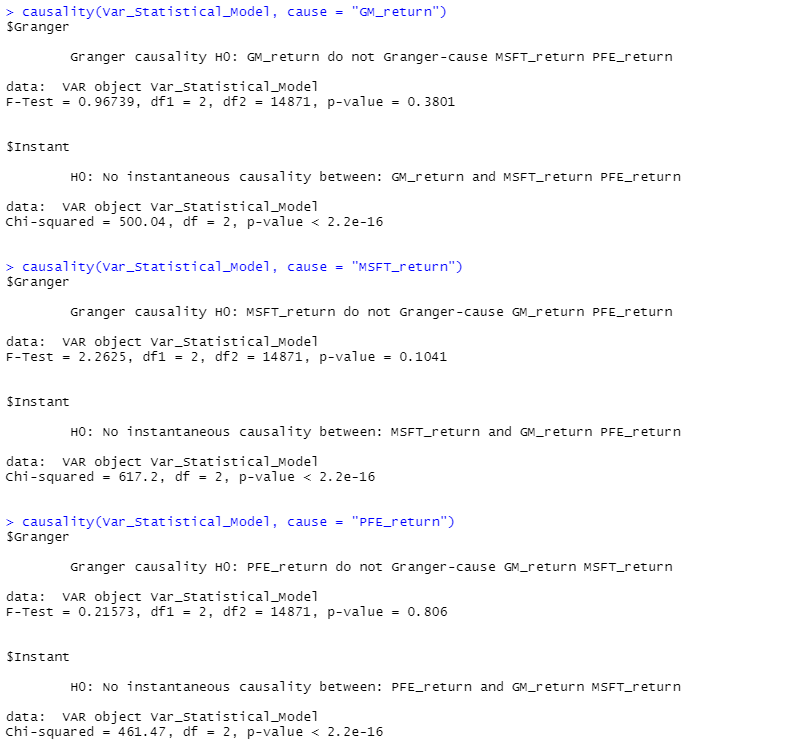 > causality(Var_Statistical_Model, cause = "GM_return")
$Granger
Granger causality H0: GM_return do not Granger-cause MSFT_return PFE_return
data:  VAR object Var_Statistical_Model
F-Test = 0.96739, df1 = 2, df2 = 14871, p-value = 0.3801
$Instant
H0: No instantaneous causality between: GM_return and MSFT_return PFE_return
data:  VAR object Var_Statistical_Model
Chi-squared = 500.04, df = 2, p-value < 2.2e-16
> causality(Var_Statistical_Model, cause = "MSFT_return")
$Granger
Granger causality H0: MSFT_return do not Granger-cause GM_return PFE_return
data:  VAR object Var_Statistical_Model
F-Test = 2.2625, df1 = 2, df2 = 14871, p-value = 0.1041
$Instant
H0: No instantaneous causality between: MSFT_return and GM_return PFE_return
data:  VAR object Var_Statistical_Model
Chi-squared = 617.2, df = 2, p-value < 2.2e-16
> causality(Var_Statistical_Model, cause = "PFE_return")
$Granger
Granger causality H0: PFE_return do not Granger-cause GM_return MSFT_return
data:  VAR object Var_Statistical_Model
F-Test = 0.21573, df1 = 2, df2 = 14871, p-value = 0.806
$Instant
H0: No instantaneous causality between: PFE_return and GM_return MSFT_return
data:  VAR object Var_Statistical_Model
Chi-squared = 461.47, df = 2, p-value < 2.2e-16